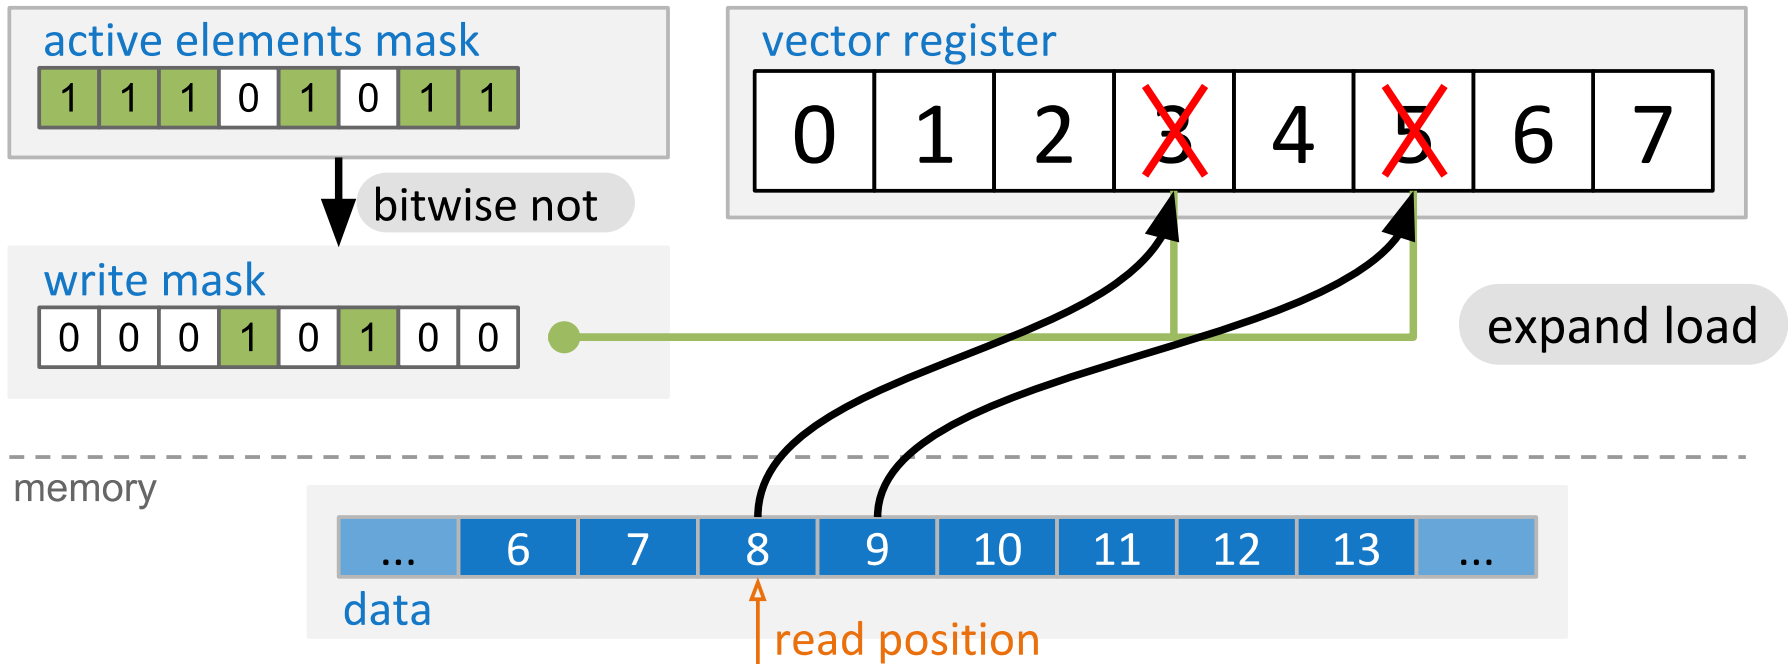 active elements mask
1 1 1 0 1 0 1 1
bitwise not
write mask
0 0 0 1 0 1 0 0
vector register
0 1 2 3 4 5 6 7
expand load
memory
... 6 7 8 9 10 11 12 13 ...
data
read position